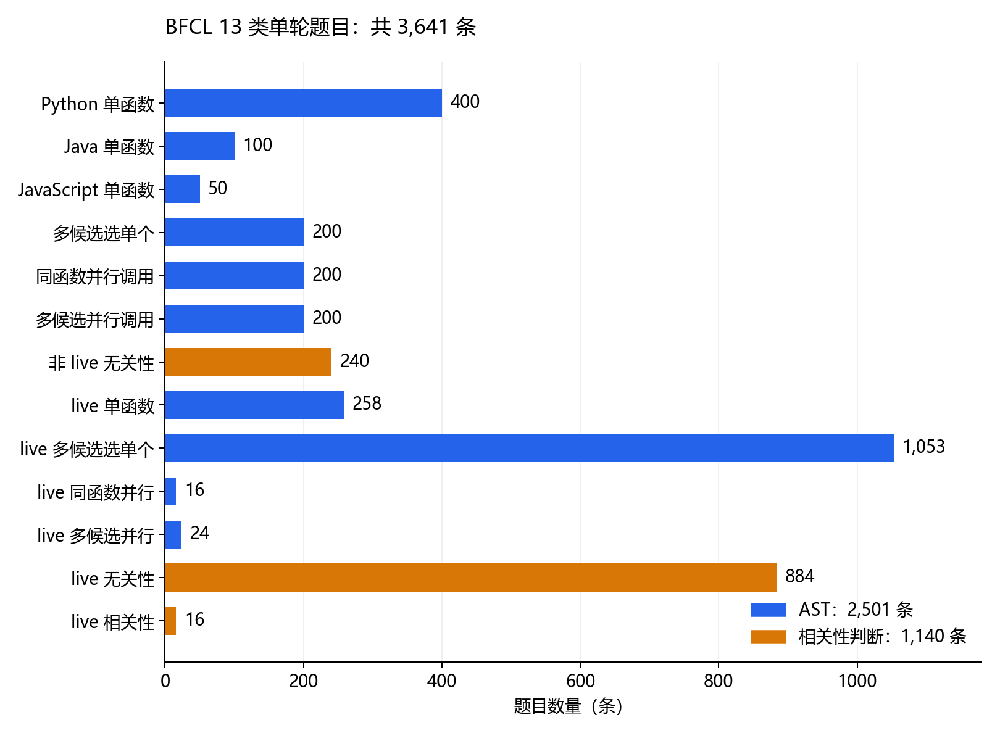 BFCL 13 类单轮题目：共 3,641 条
Python 单函数 400
Java 单函数 100
JavaScript 单函数 50
多候选选单个 200
同函数并行调用 200
多候选并行调用 200
非 live 无关性 240
live 单函数 258
live 多候选选单个 1,053
live 同函数并行 16
live 多候选并行 24
live 无关性 884
live 相关性 16
AST：2,501 条
相关性判断：1,140 条
0 200 400 600 800 1000
题目数量（条）